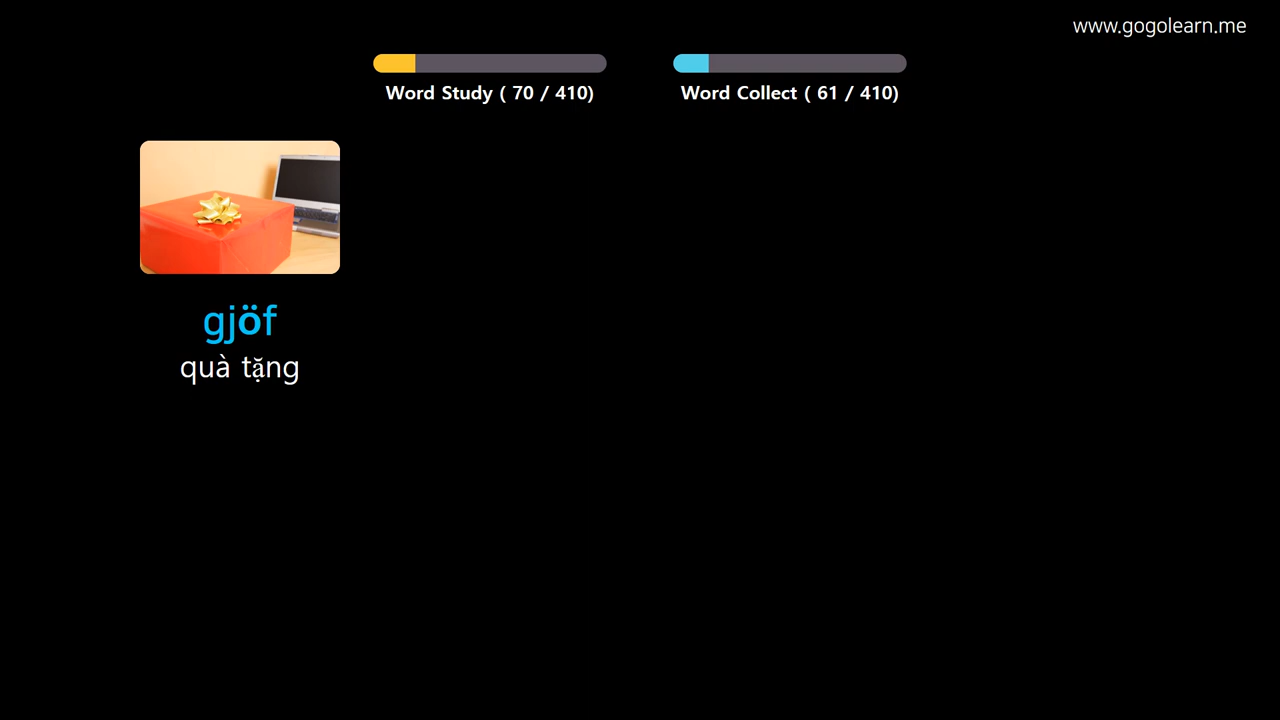 www.gogolearn.me
Word Study ( 70 / 410)
Word Collect ( 61 / 410)
gjöf
quà tặng